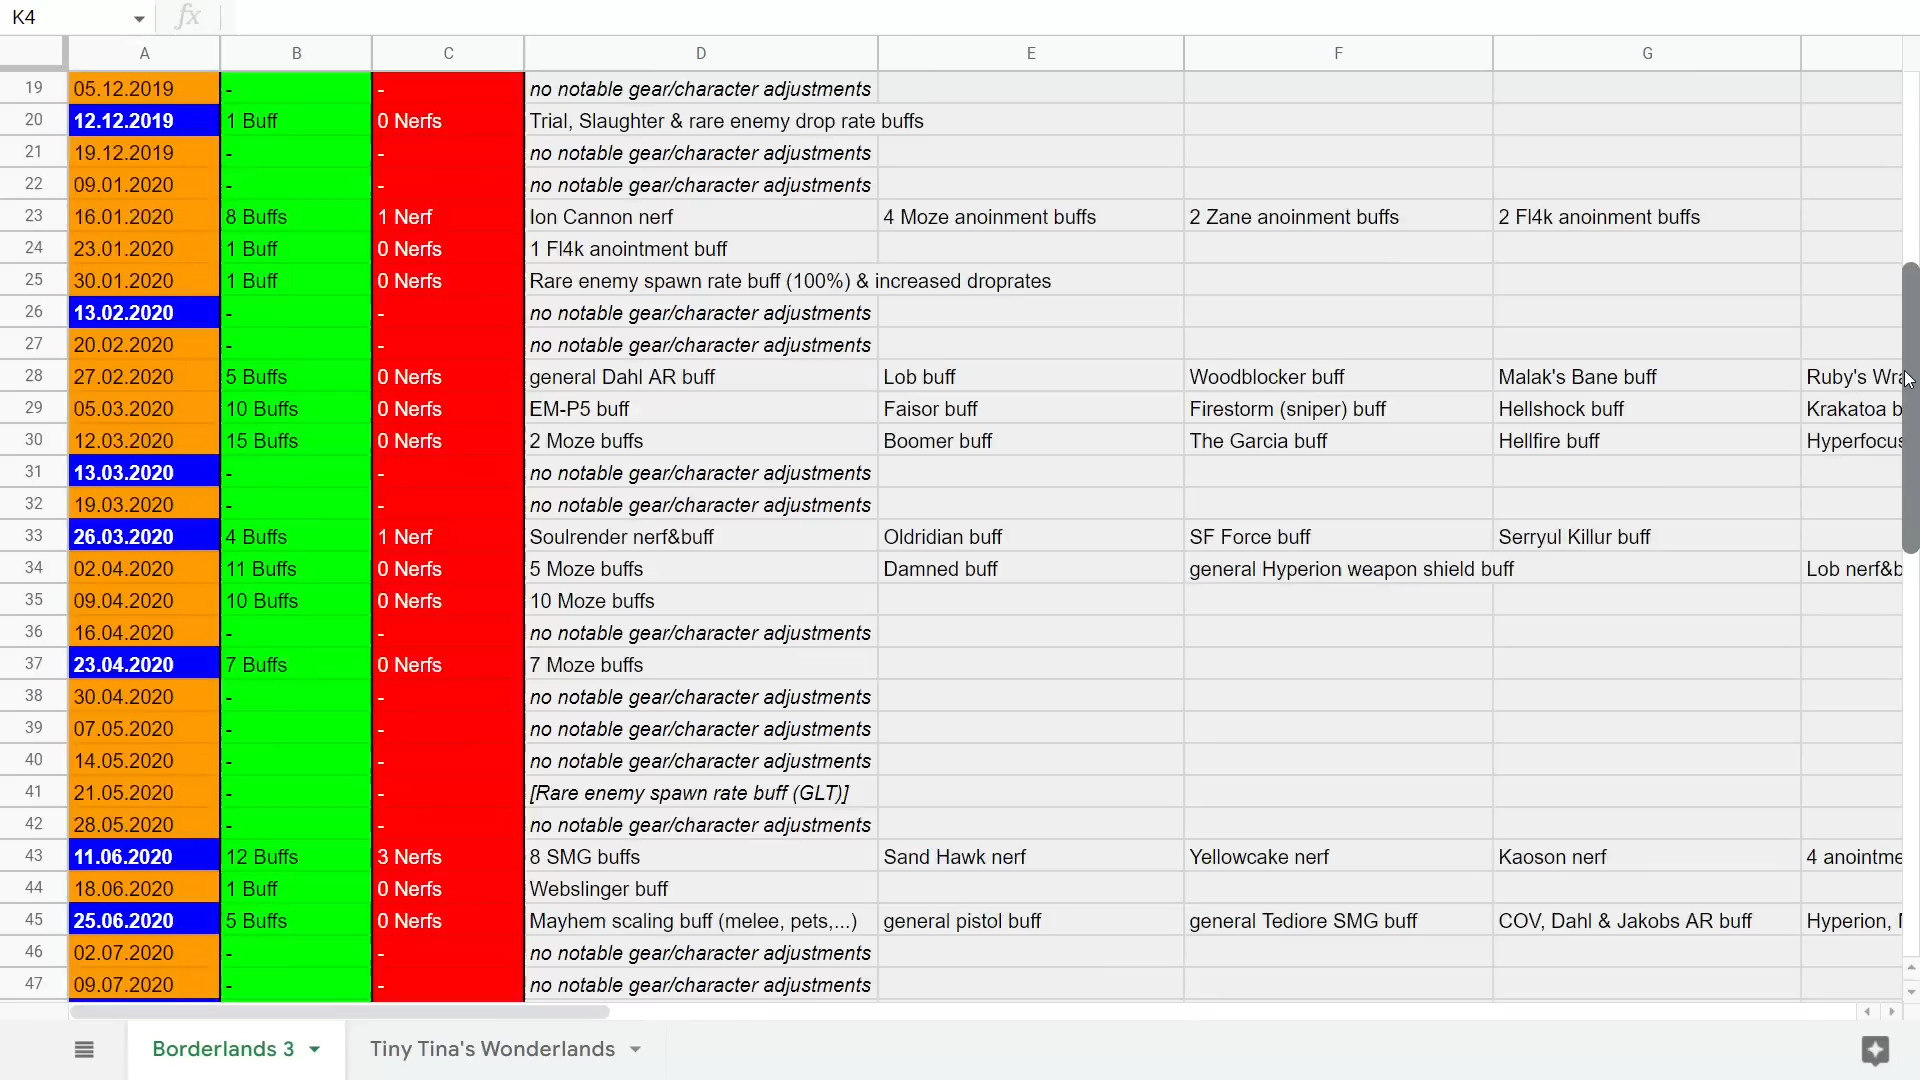 K4 fx
A B C D E F G
19 05.12.2019 - - no notable gear/character adjustments
20 12.12.2019 1 Buff 0 Nerfs Trial, Slaughter & rare enemy drop rate buffs
21 19.12.2019 - - no notable gear/character adjustments
22 09.01.2020 - - no notable gear/character adjustments
23 16.01.2020 8 Buffs 1 Nerf Ion Cannon nerf 4 Moze anoinment buffs 2 Zane anoinment buffs 2 Fl4k anoinment buffs
24 23.01.2020 1 Buff 0 Nerfs 1 Fl4k anointment buff
25 30.01.2020 1 Buff 0 Nerfs Rare enemy spawn rate buff (100%) & increased droprates
26 13.02.2020 - - no notable gear/character adjustments
27 20.02.2020 - - no notable gear/character adjustments
28 27.02.2020 5 Buffs 0 Nerfs general Dahl AR buff Lob buff Woodblocker buff Malak's Bane buff Ruby's Wra
29 05.03.2020 10 Buffs 0 Nerfs EM-P5 buff Faisor buff Firestorm (sniper) buff Hellshock buff Krakatoa b
30 12.03.2020 15 Buffs 0 Nerfs 2 Moze buffs Boomer buff The Garcia buff Hellfire buff Hyperfocus
31 13.03.2020 - - no notable gear/character adjustments
32 19.03.2020 - - no notable gear/character adjustments
33 26.03.2020 4 Buffs 1 Nerf Soulrender nerf&buff Oldridian buff SF Force buff Serryul Killur buff
34 02.04.2020 11 Buffs 0 Nerfs 5 Moze buffs Damned buff general Hyperion weapon shield buff Lob nerf&b
35 09.04.2020 10 Buffs 0 Nerfs 10 Moze buffs
36 16.04.2020 - - no notable gear/character adjustments
37 23.04.2020 7 Buffs 0 Nerfs 7 Moze buffs
38 30.04.2020 - - no notable gear/character adjustments
39 07.05.2020 - - no notable gear/character adjustments
40 14.05.2020 - - no notable gear/character adjustments
41 21.05.2020 - - [Rare enemy spawn rate buff (GLT)]
42 28.05.2020 - - no notable gear/character adjustments
43 11.06.2020 12 Buffs 3 Nerfs 8 SMG buffs Sand Hawk nerf Yellowcake nerf Kaoson nerf 4 anointme
44 18.06.2020 1 Buff 0 Nerfs Webslinger buff
45 25.06.2020 5 Buffs 0 Nerfs Mayhem scaling buff (melee, pets,...) general pistol buff general Tediore SMG buff COV, Dahl & Jakobs AR buff Hyperion,
46 02.07.2020 - - no notable gear/character adjustments
47 09.07.2020 - - no notable gear/character adjustments
Borderlands 3 Tiny Tina's Wonderlands